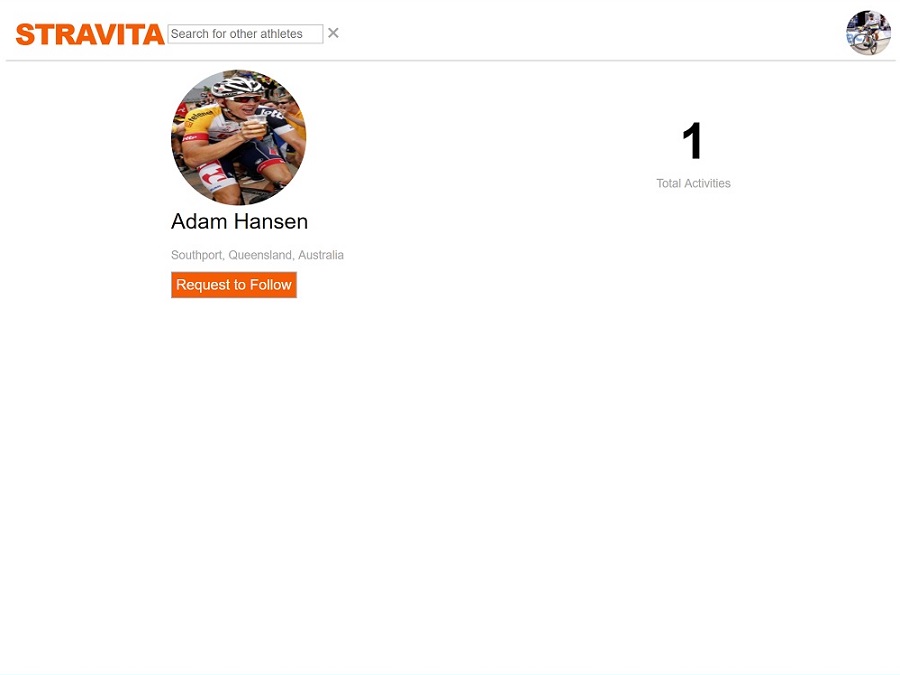 STRAVITA
Search for other athletes
×
Adam Hansen
Southport, Queensland, Australia
Request to Follow
1
Total Activities